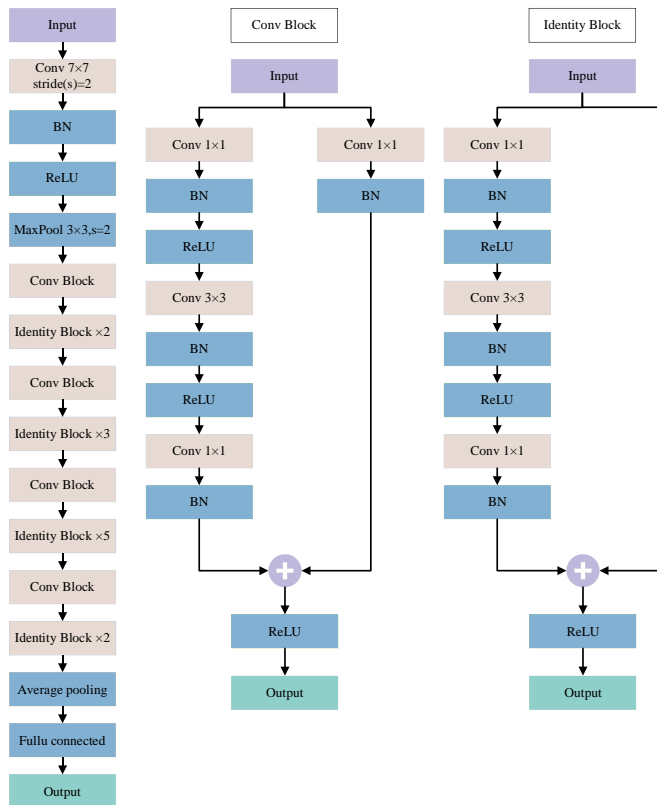 Input
Conv 7×7
stride(s)=2
BN
ReLU
MaxPool 3×3,s=2
Conv Block
Identity Block ×2
Conv Block
Identity Block ×3
Conv Block
Identity Block ×5
Conv Block
Identity Block ×2
Average pooling
Fullu connected
Output
Conv Block
Input
Conv 1×1
BN
ReLU
Conv 3×3
BN
ReLU
Conv 1×1
BN
Conv 1×1
BN
ReLU
Output
Identity Block
Input
Conv 1×1
BN
ReLU
Conv 3×3
BN
ReLU
Conv 1×1
BN
ReLU
Output